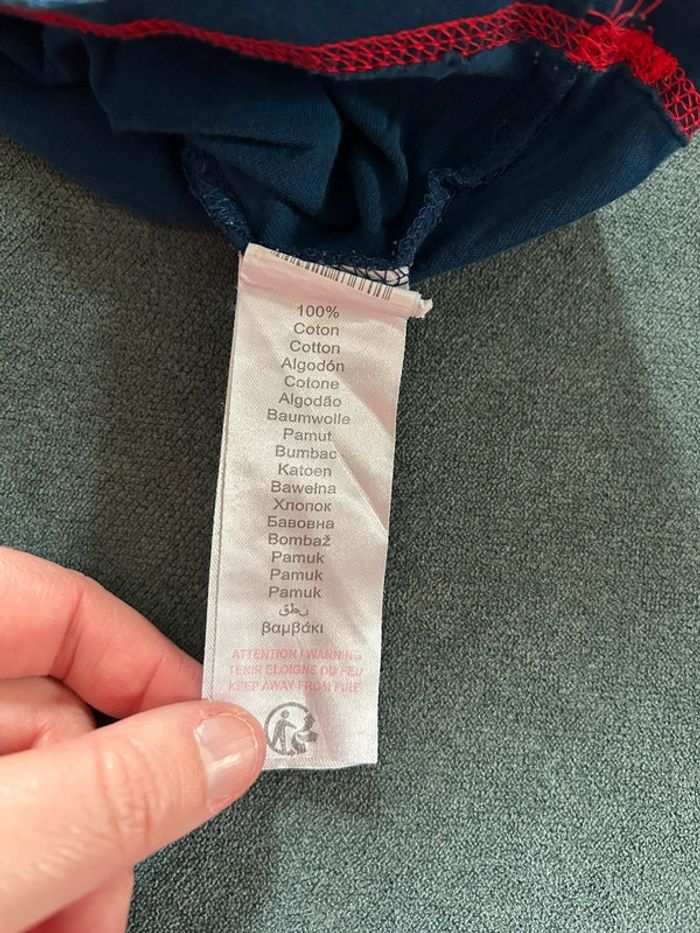 100%
Coton
Cotton
Algodón
Cotone
Algodão
Baumwolle
Pamut
Bumbac
Katoen
Bawełna
Хлопок
Бавовна
Bombaž
Pamuk
Pamuk
Pamuk
قطن
βαμβάκι
ATTENTION / WARNING
TENIR ELOIGNE DU FEU
KEEP AWAY FROM FIRE